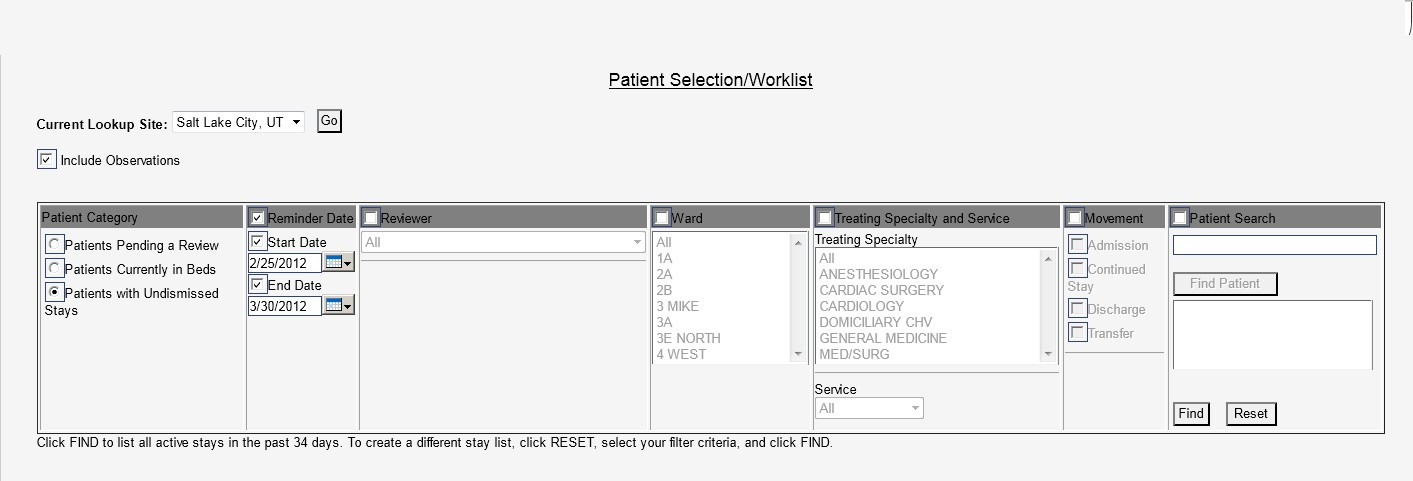 Patient Selection/Worklist
Current Lookup Site: Salt Lake City, UT Go
Include Observations
Patient Category
Patients Pending a Review
Patients Currently in Beds
Patients with Undismissed
Stays
Reminder Date
Start Date
2/25/2012
End Date
3/30/2012
Reviewer
All
Ward
All
1A
2A
2B
3 MIKE
3A
3E NORTH
4 WEST
Treating Specialty and Service
Treating Specialty
All
ANESTHESIOLOGY
CARDIAC SURGERY
CARDIOLOGY
DOMICILIARY CHV
GENERAL MEDICINE
MED/SURG
Service
All
Movement
Admission
Continued
Stay
Discharge
Transfer
Patient Search
Find Patient
Find Reset
Click FIND to list all active stays in the past 34 days. To create a different stay list, click RESET, select your filter criteria, and click FIND.